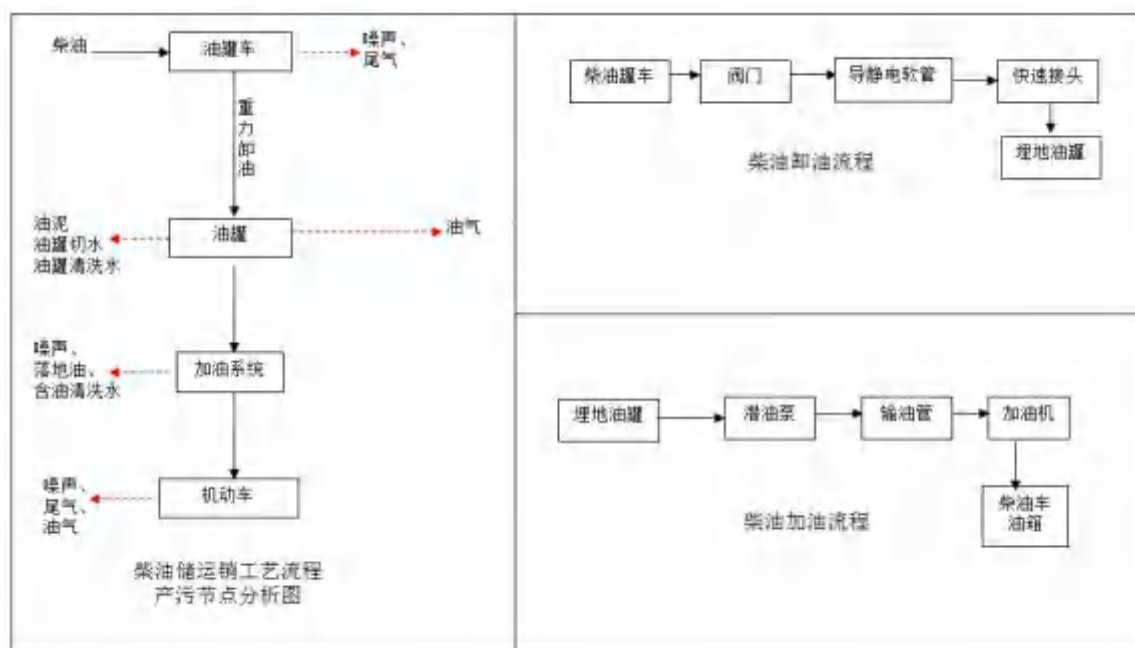 柴油
油罐车
噪声、
尾气
重
力
卸
油
油泥
油罐切水
油罐清洗水
油罐
油气
噪声、
落地油、
含油清洗水
加油系统
噪声、
尾气、
油气
机动车
柴油储运销工艺流程
产污节点分析图
柴油罐车
阀门
导静电软管
快速接头
埋地油罐
柴油卸油流程
埋地油罐
潜油泵
输油管
加油机
柴油车
油箱
柴油加油流程